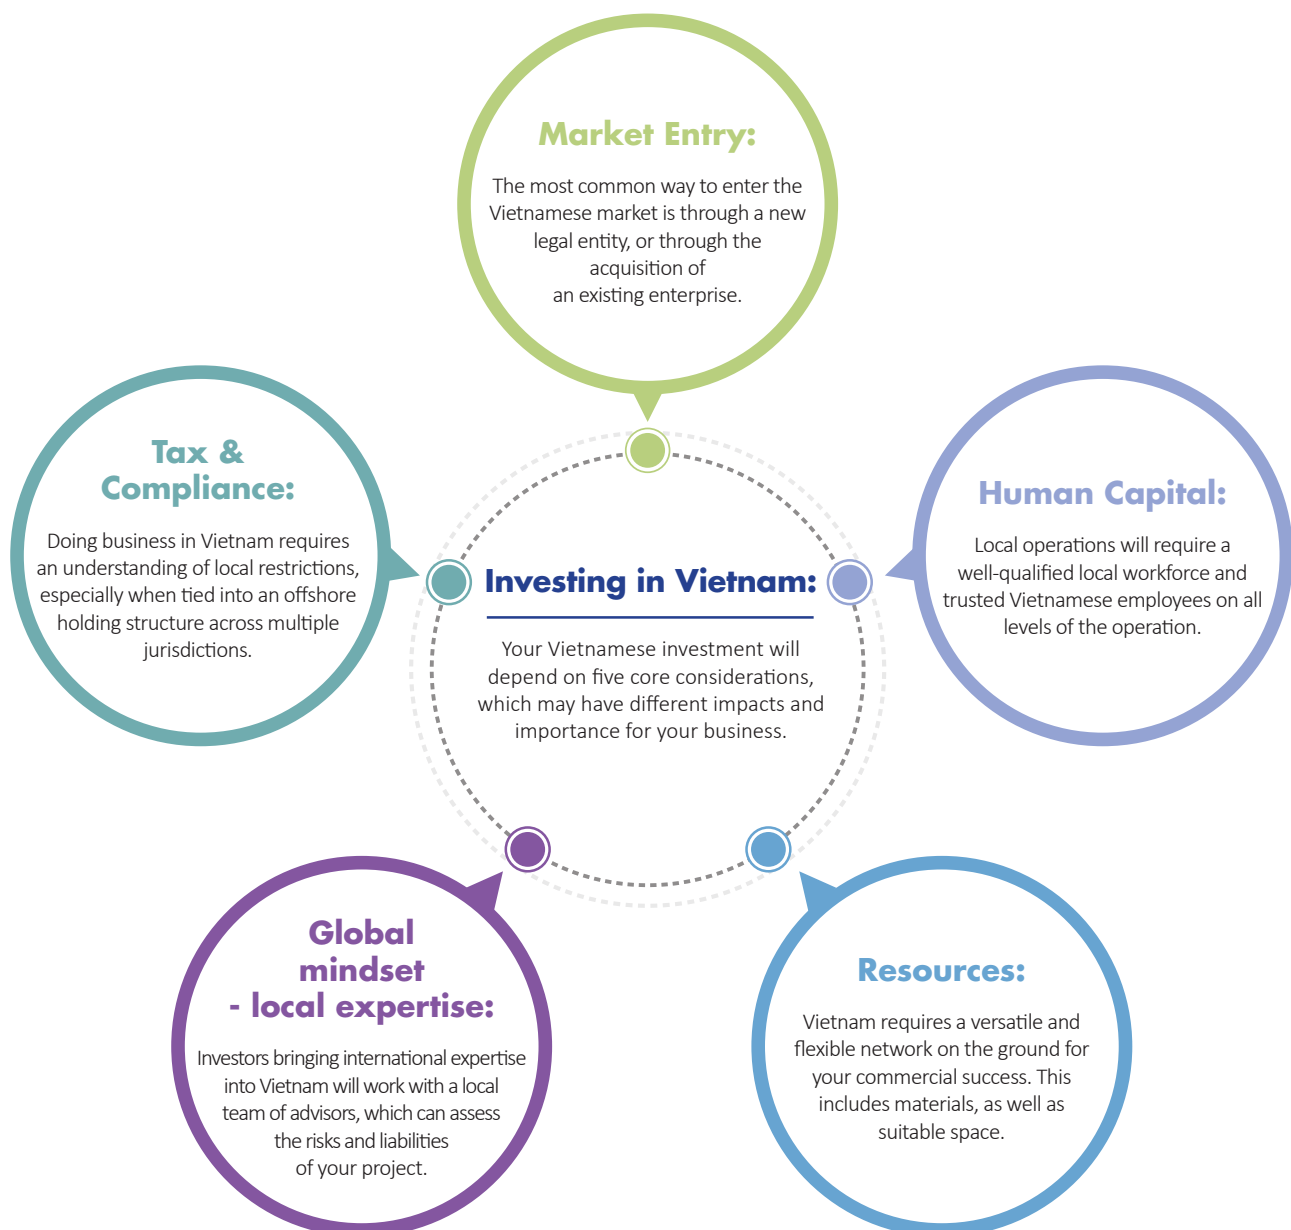 Market Entry:
The most common way to enter the
Vietnamese market is through a new
legal entity, or through the
acquisition of
an existing enterprise.
Tax &
Compliance:
Doing business in Vietnam requires
an understanding of local restrictions,
especially when tied into an offshore
holding structure across multiple
jurisdictions.
Investing in Vietnam:
Your Vietnamese investment will
depend on five core considerations,
which may have different impacts and
importance for your business.
Human Capital:
Local operations will require a
well-qualified local workforce and
trusted Vietnamese employees on all
levels of the operation.
Global
mindset
- local expertise:
Investors bringing international expertise
into Vietnam will work with a local
team of advisors, which can assess
the risks and liabilities
of your project.
Resources:
Vietnam requires a versatile and
flexible network on the ground for
your commercial success. This
includes materials, as well as
suitable space.